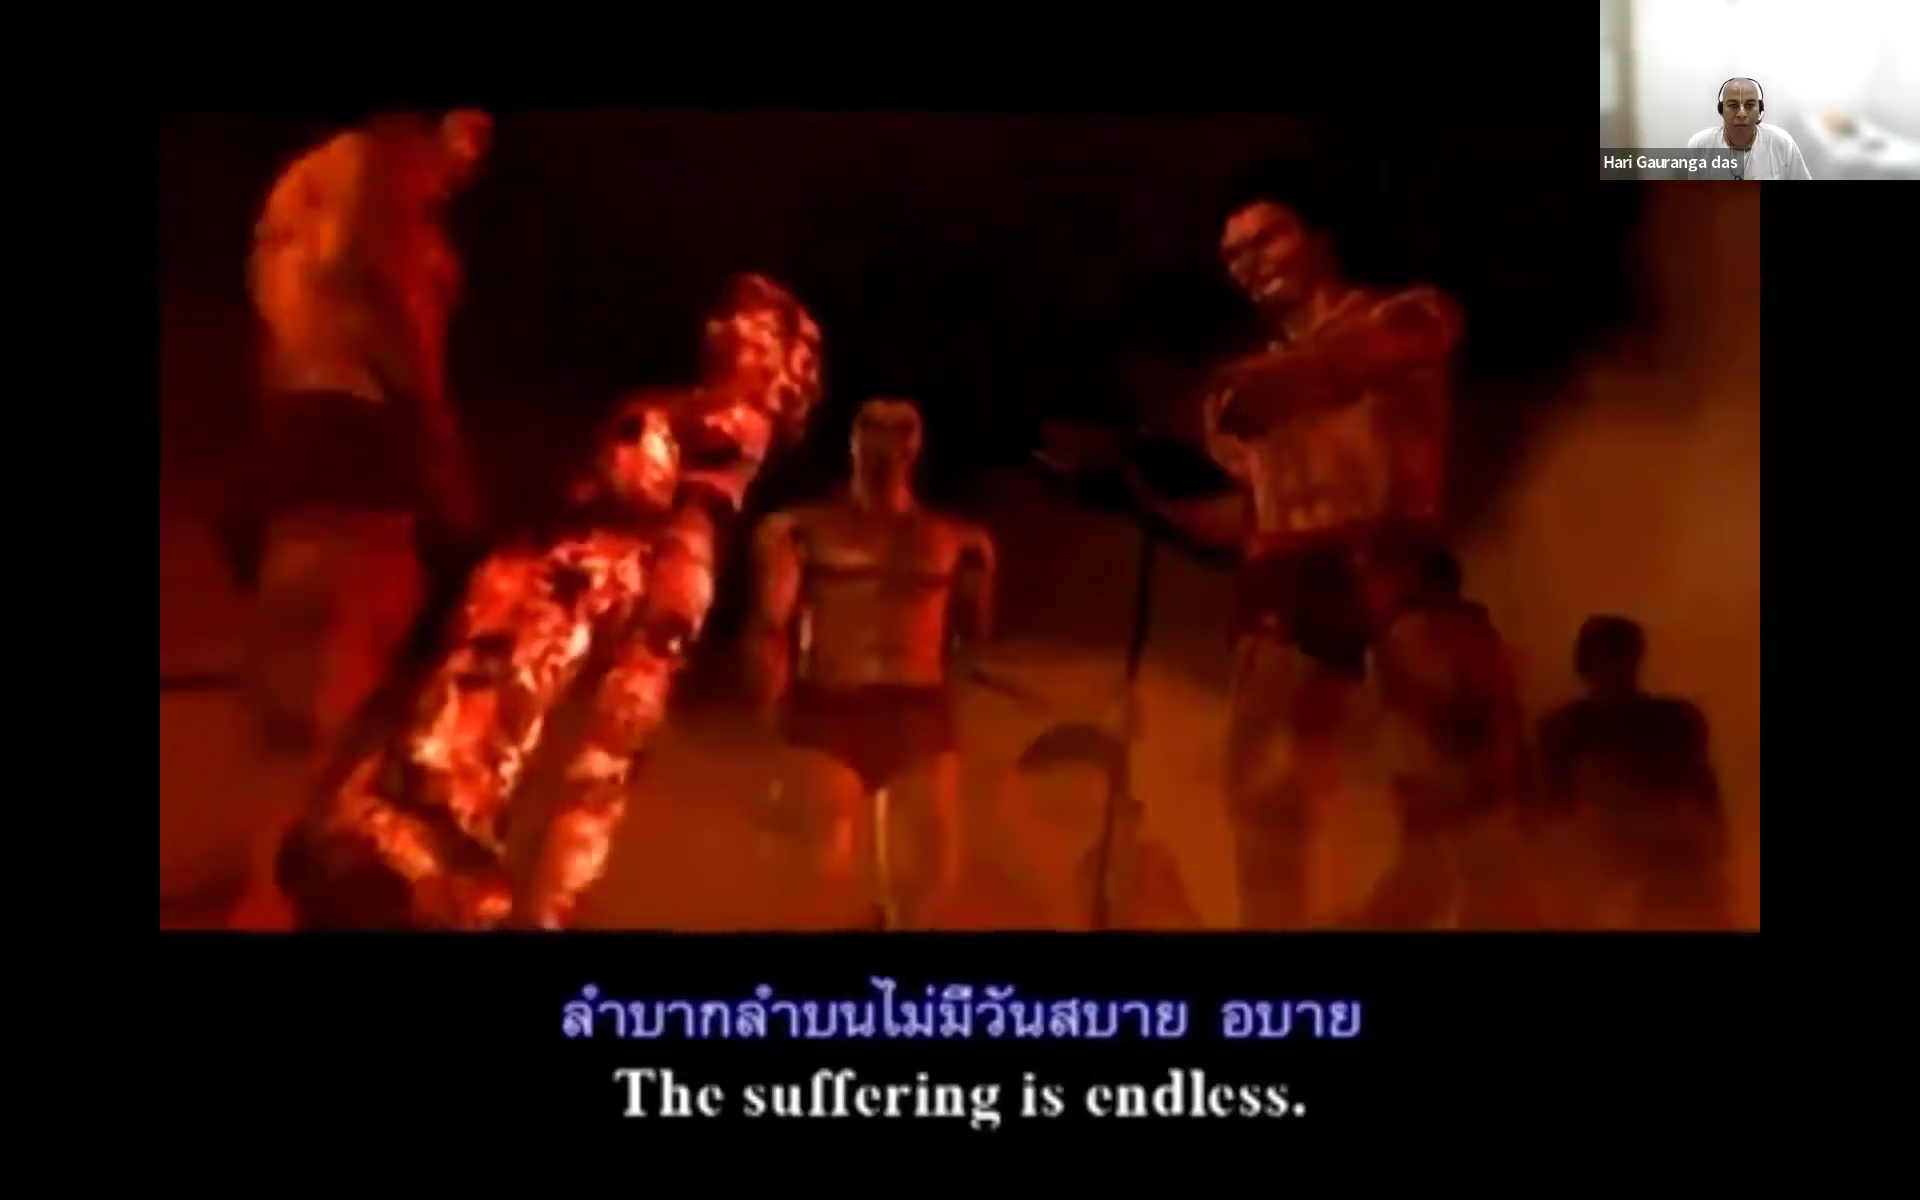 Hari Gauranga das
ลำบากลำบนไม่มีวันสบาย อบาย
The suffering is endless.